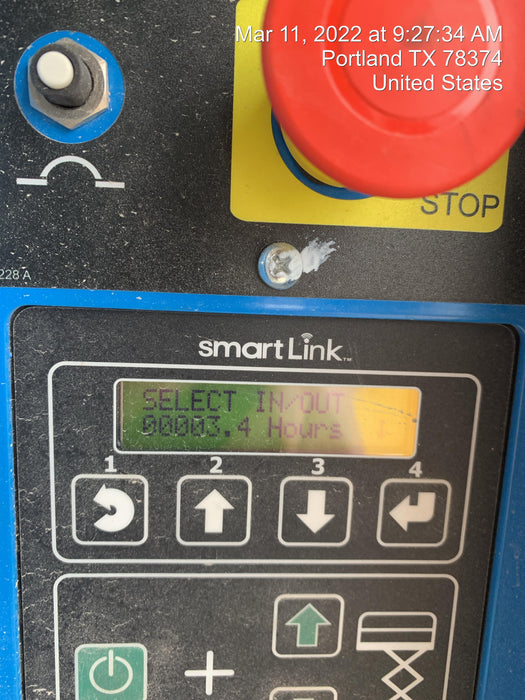 Mar 11, 2022 at 9:27:34 AM
Portland TX 78374
United States
STOP
228 A
smartLink™
SELECT IN/OUT
00003.4 Hours
1 2 3 4